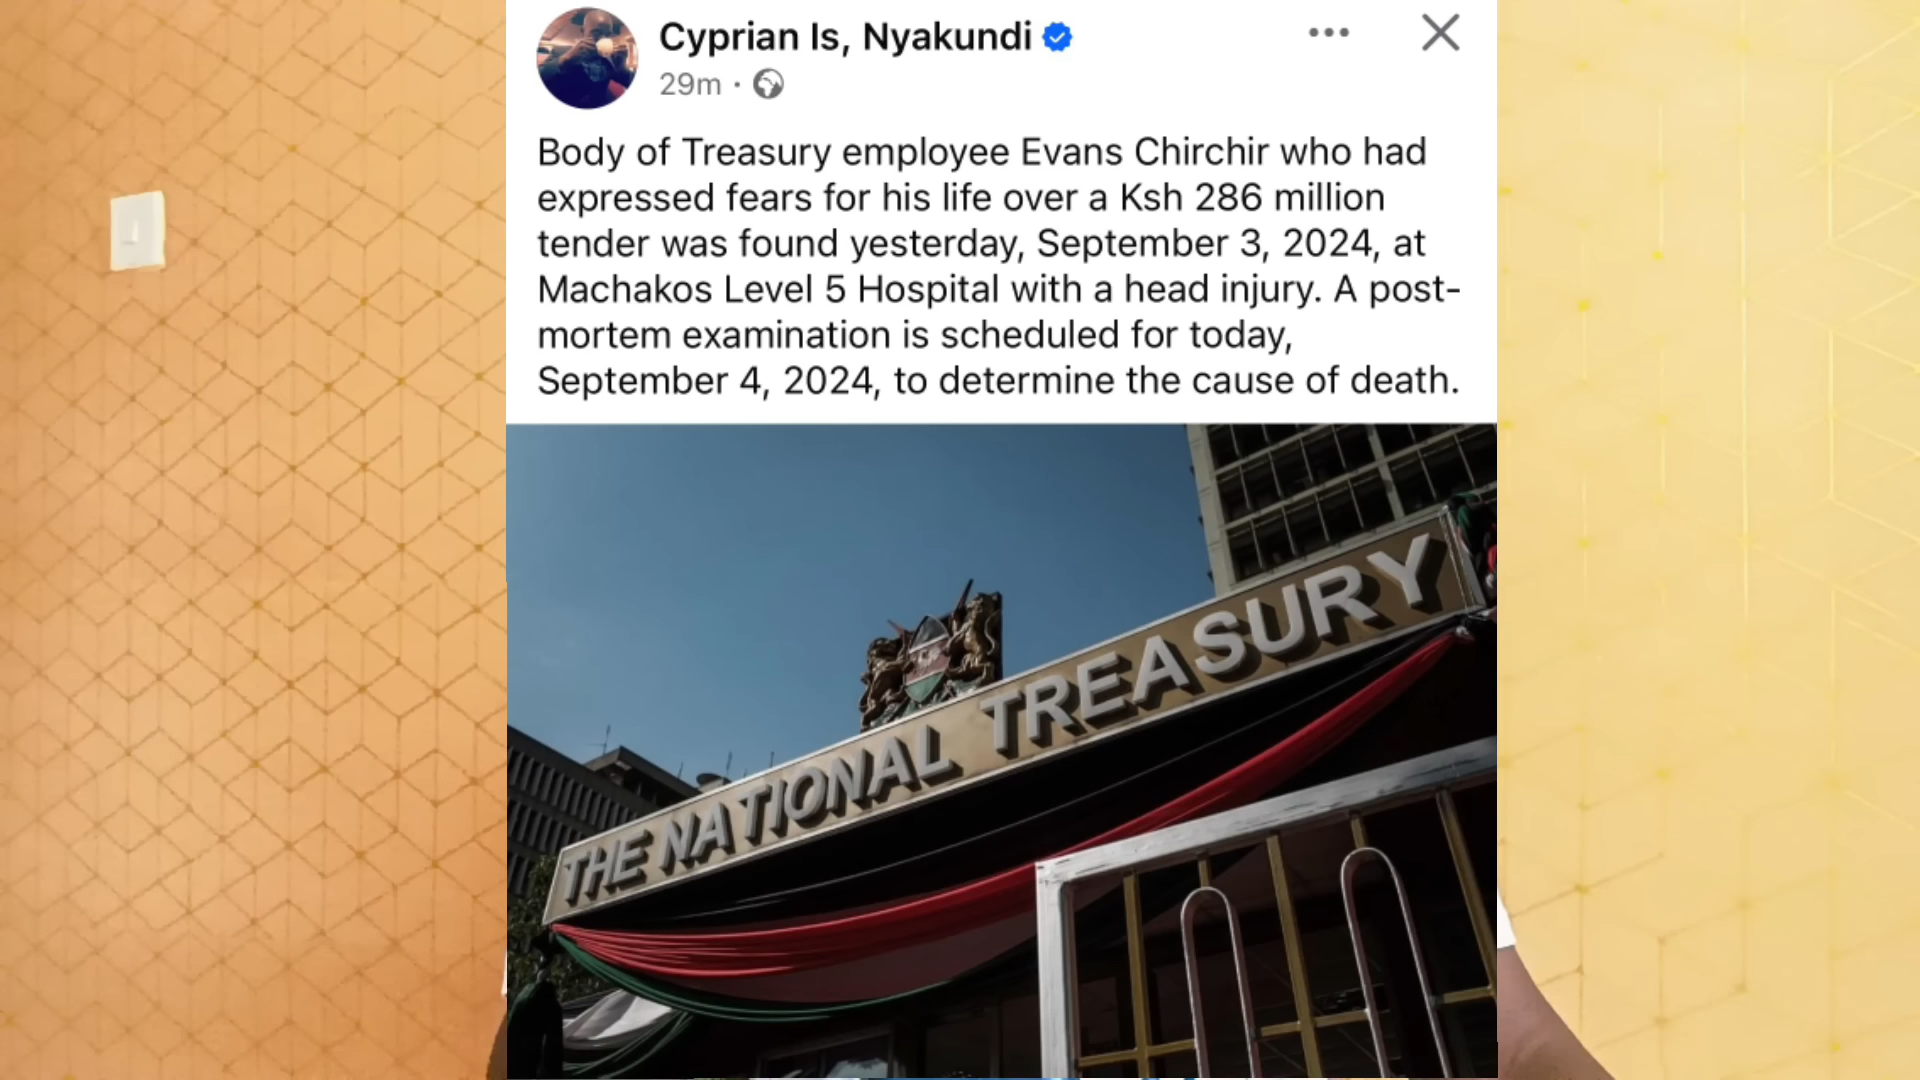 Cyprian Is, Nyakundi
29m
Body of Treasury employee Evans Chirchir who had
expressed fears for his life over a Ksh 286 million
tender was found yesterday, September 3, 2024, at
Machakos Level 5 Hospital with a head injury. A post-
mortem examination is scheduled for today,
September 4, 2024, to determine the cause of death.
THE NATIONAL TREASURY